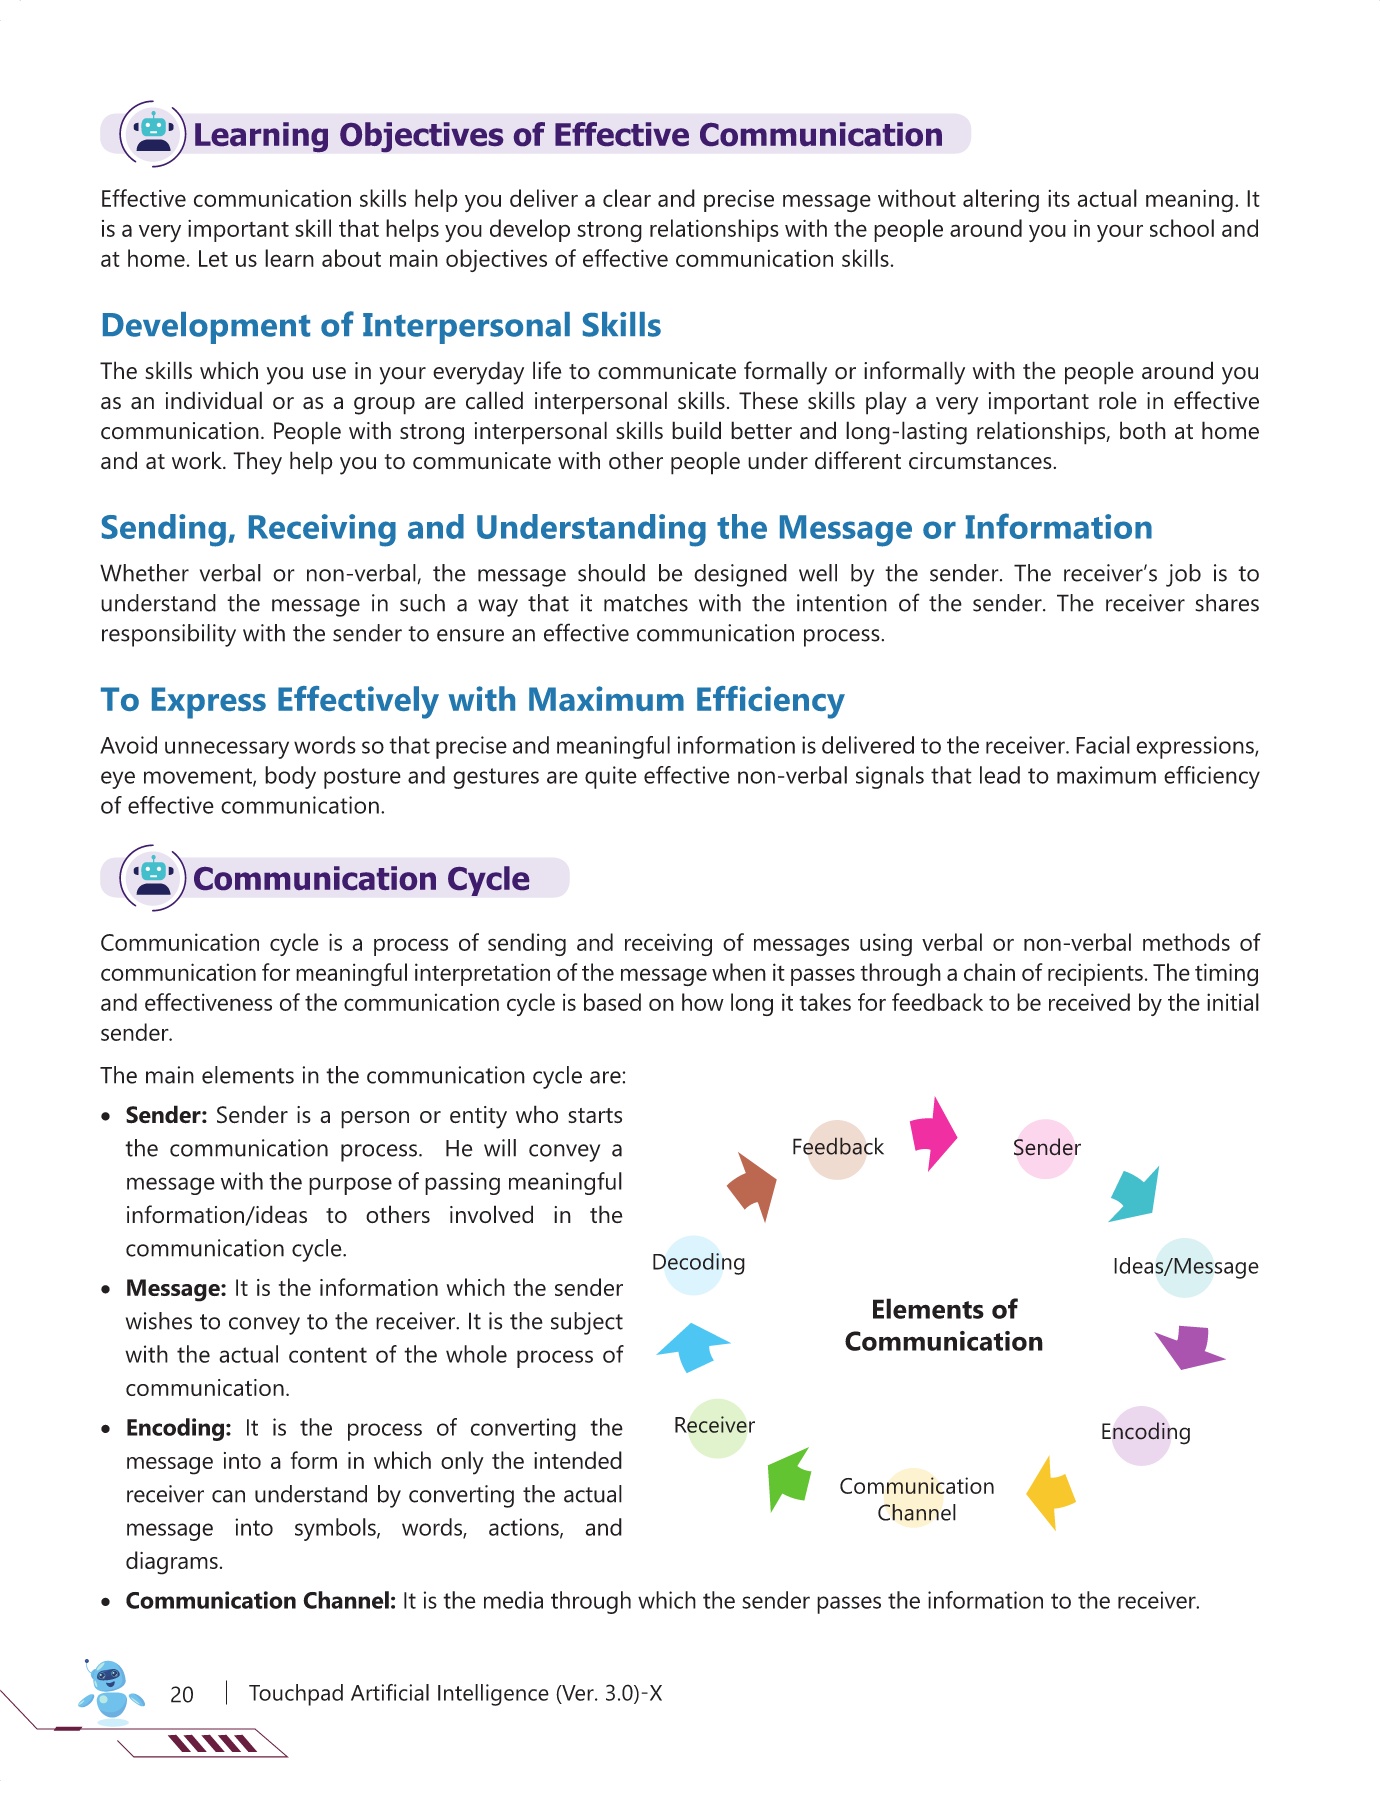 Learning Objectives of Effective Communication
Effective communication skills help you deliver a clear and precise message without altering its actual meaning. It
is a very important skill that helps you develop strong relationships with the people around you in your school and
at home. Let us learn about main objectives of effective communication skills.
Development of Interpersonal Skills
The skills which you use in your everyday life to communicate formally or informally with the people around you
as an individual or as a group are called interpersonal skills. These skills play a very important role in effective
communication. People with strong interpersonal skills build better and long-lasting relationships, both at home
and at work. They help you to communicate with other people under different circumstances.
Sending, Receiving and Understanding the Message or Information
Whether verbal or non-verbal, the message should be designed well by the sender. The receiver’s job is to
understand the message in such a way that it matches with the intention of the sender. The receiver shares
responsibility with the sender to ensure an effective communication process.
To Express Effectively with Maximum Efficiency
Avoid unnecessary words so that precise and meaningful information is delivered to the receiver. Facial expressions,
eye movement, body posture and gestures are quite effective non-verbal signals that lead to maximum efficiency
of effective communication.
Communication Cycle
Communication cycle is a process of sending and receiving of messages using verbal or non-verbal methods of
communication for meaningful interpretation of the message when it passes through a chain of recipients. The timing
and effectiveness of the communication cycle is based on how long it takes for feedback to be received by the initial
sender.
The main elements in the communication cycle are:
• Sender: Sender is a person or entity who starts
the communication process. He will convey a
message with the purpose of passing meaningful
information/ideas to others involved in the
communication cycle.
• Message: It is the information which the sender
wishes to convey to the receiver. It is the subject
with the actual content of the whole process of
communication.
• Encoding: It is the process of converting the
message into a form in which only the intended
receiver can understand by converting the actual
message into symbols, words, actions, and
diagrams.
Feedback
Sender
Decoding
Ideas/Message
Elements of
Communication
Receiver
Encoding
Communication
Channel
• Communication Channel: It is the media through which the sender passes the information to the receiver.
20 | Touchpad Artificial Intelligence (Ver. 3.0)-X